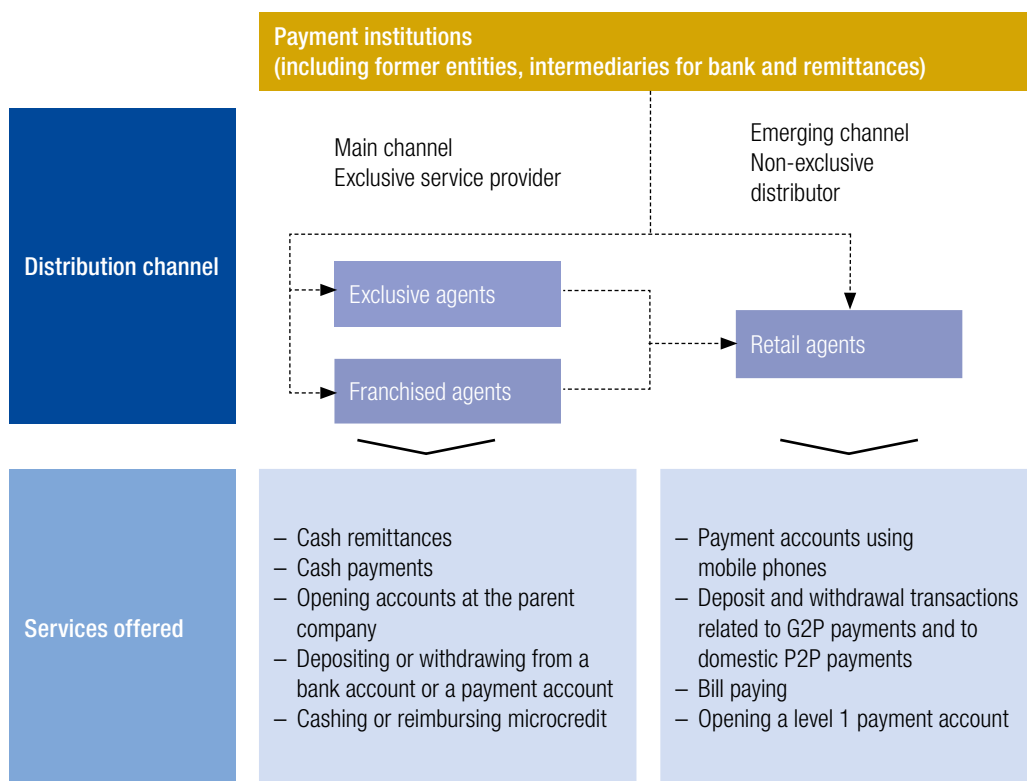 Payment institutions
(including former entities, intermediaries for bank and remittances)
Distribution channel
Main channel
Exclusive service provider
Emerging channel
Non-exclusive
distributor
Exclusive agents
Franchised agents
Retail agents
Services offered
– Cash remittances
– Cash payments
– Opening accounts at the parent
company
– Depositing or withdrawing from a
bank account or a payment account
– Cashing or reimbursing microcredit
– Payment accounts using
mobile phones
– Deposit and withdrawal transactions
related to G2P payments and to
domestic P2P payments
– Bill paying
– Opening a level 1 payment account